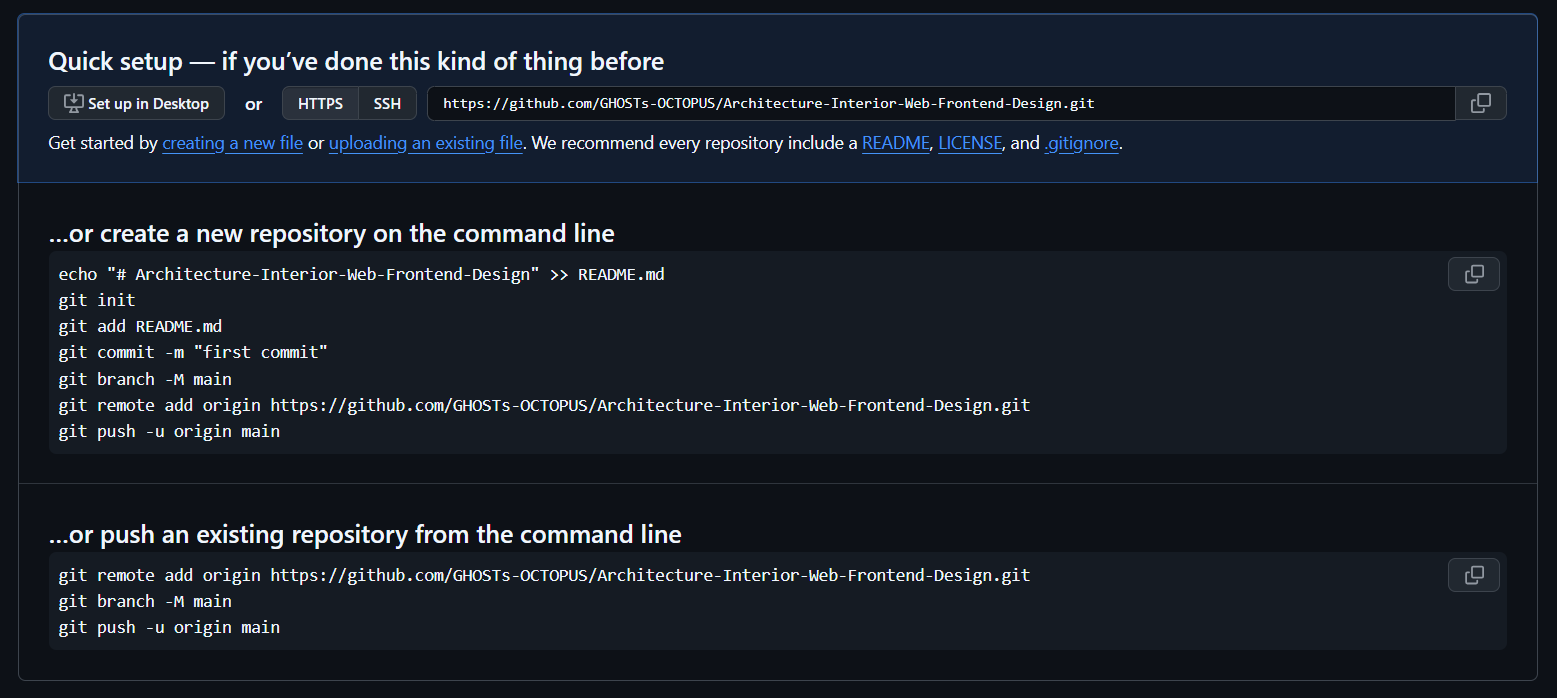 Quick setup — if you’ve done this kind of thing before
Set up in Desktop or HTTPS SSH https://github.com/GHOSTs-OCTOPUS/Architecture-Interior-Web-Frontend-Design.git
Get started by creating a new file or uploading an existing file. We recommend every repository include a README, LICENSE, and .gitignore.
…or create a new repository on the command line
echo "# Architecture-Interior-Web-Frontend-Design" >> README.md
git init
git add README.md
git commit -m "first commit"
git branch -M main
git remote add origin https://github.com/GHOSTs-OCTOPUS/Architecture-Interior-Web-Frontend-Design.git
git push -u origin main
…or push an existing repository from the command line
git remote add origin https://github.com/GHOSTs-OCTOPUS/Architecture-Interior-Web-Frontend-Design.git
git branch -M main
git push -u origin main